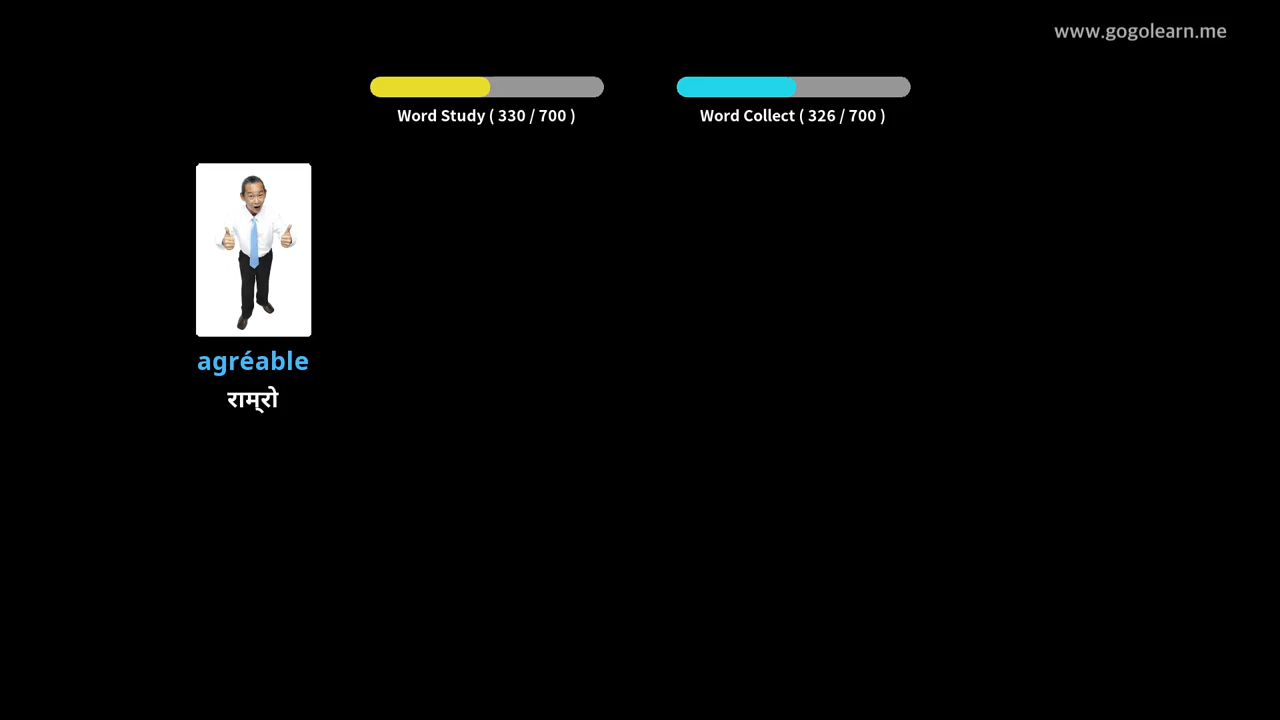 www.gogolearn.me
Word Study ( 330 / 700 )
Word Collect ( 326 / 700 )
agréable
राम्रो